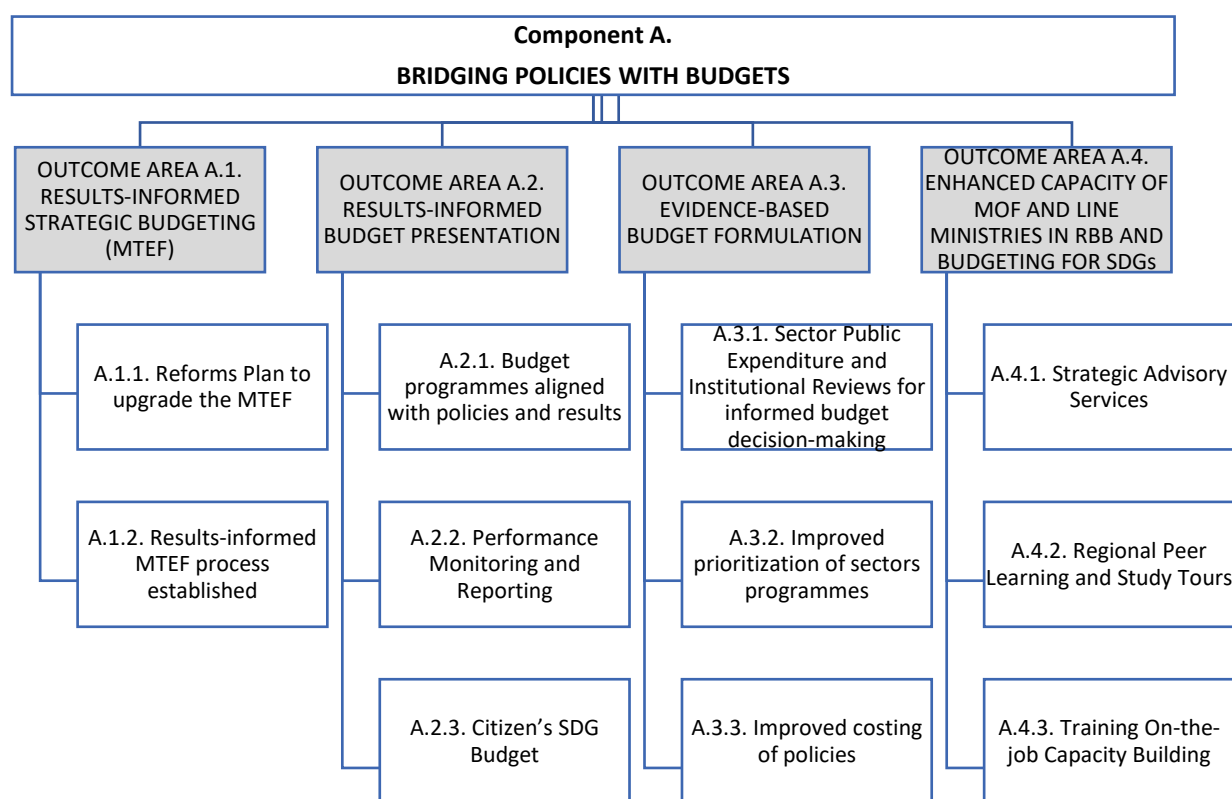 Component A.
BRIDGING POLICIES WITH BUDGETS
OUTCOME AREA A.1.
RESULTS-INFORMED
STRATEGIC BUDGETING
(MTEF)
A.1.1. Reforms Plan to
upgrade the MTEF
A.1.2. Results-informed
MTEF process
established
OUTCOME AREA A.2.
RESULTS-INFORMED
BUDGET PRESENTATION
A.2.1. Budget
programmes aligned
with policies and results
A.2.2. Performance
Monitoring and
Reporting
A.2.3. Citizen’s SDG
Budget
OUTCOME AREA A.3.
EVIDENCE-BASED
BUDGET FORMULATION
A.3.1. Sector Public
Expenditure and
Institutional Reviews for
informed budget
decision-making
A.3.2. Improved
prioritization of sectors
programmes
A.3.3. Improved costing
of policies
OUTCOME AREA A.4.
ENHANCED CAPACITY OF
MOF AND LINE
MINISTRIES IN RBB AND
BUDGETING FOR SDGs
A.4.1. Strategic Advisory
Services
A.4.2. Regional Peer
Learning and Study Tours
A.4.3. Training On-the-
job Capacity Building